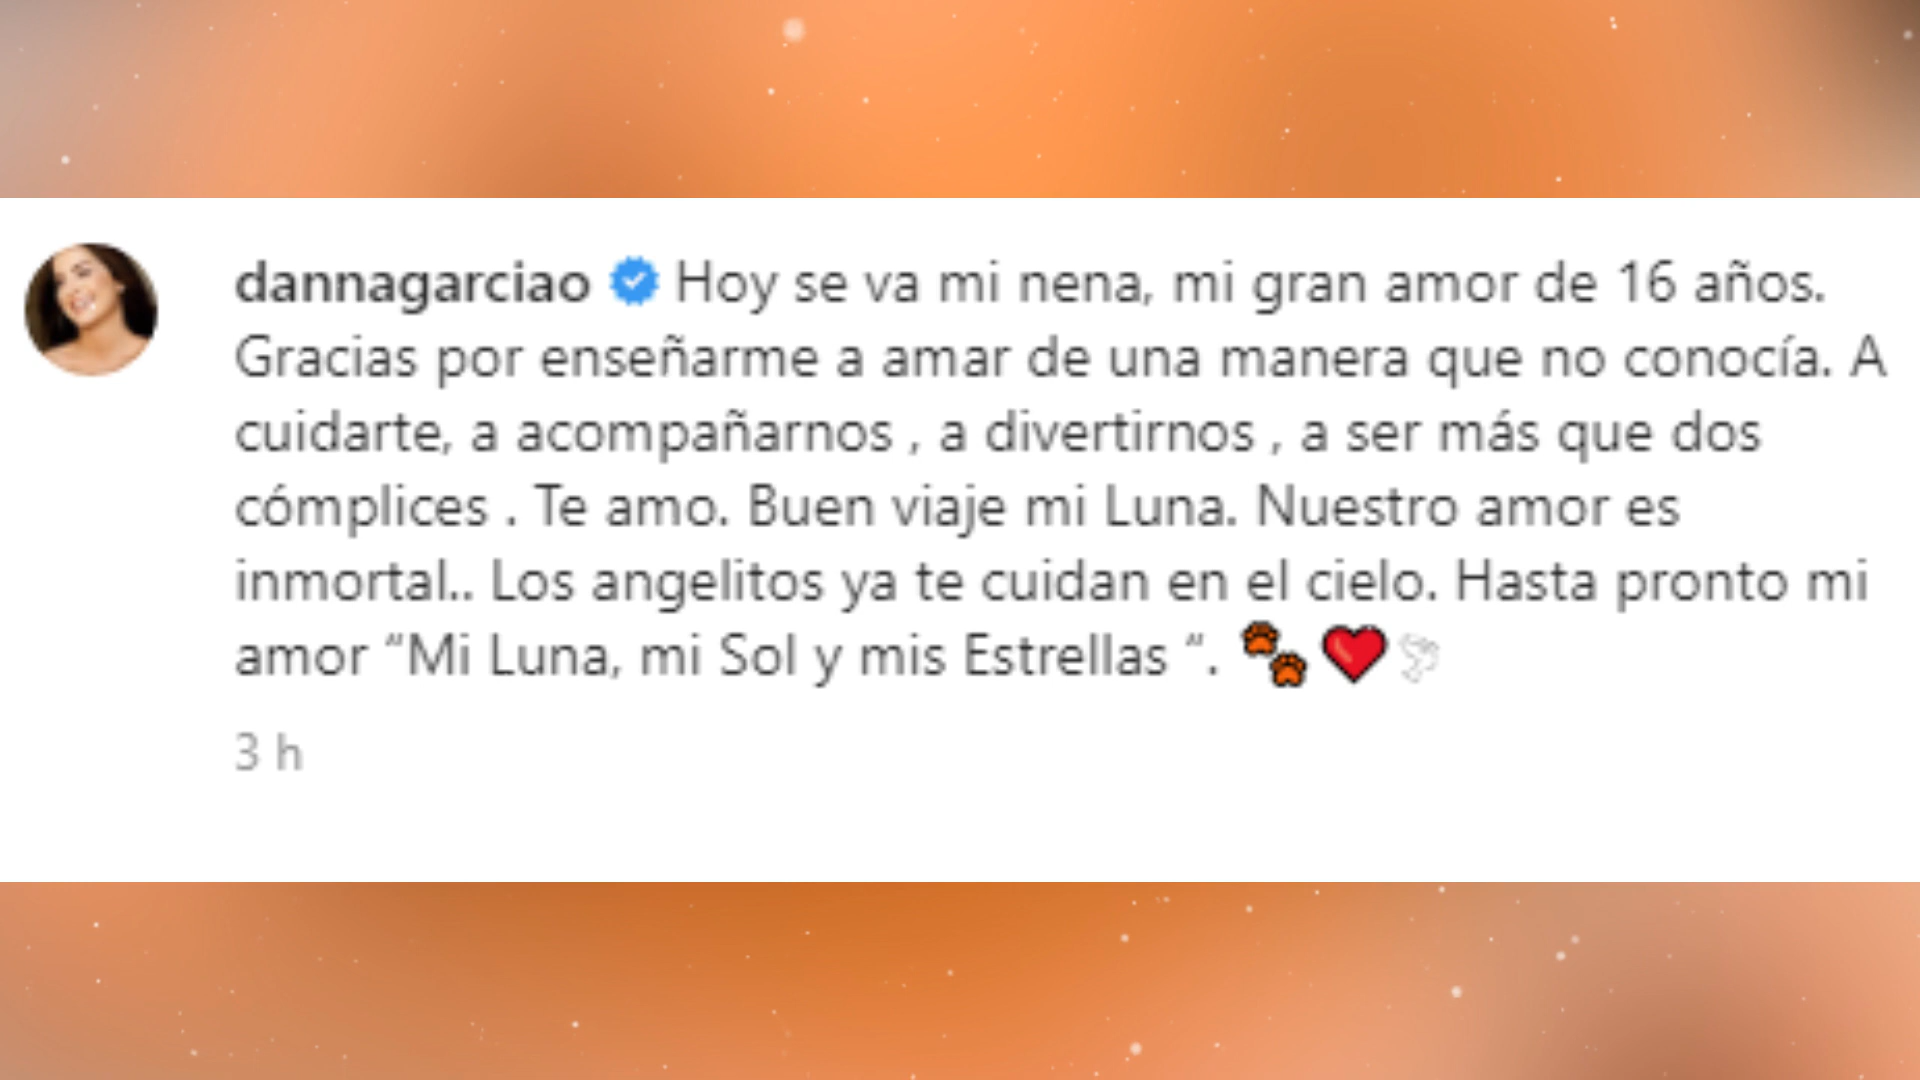 dannagarciao Hoy se va mi nena, mi gran amor de 16 años.
Gracias por enseñarme a amar de una manera que no conocía. A
cuidarte, a acompañarnos , a divertirnos , a ser más que dos
cómplices . Te amo. Buen viaje mi Luna. Nuestro amor es
inmortal.. Los angelitos ya te cuidan en el cielo. Hasta pronto mi
amor “Mi Luna, mi Sol y mis Estrellas “. 🐾❤️🕊
3 h